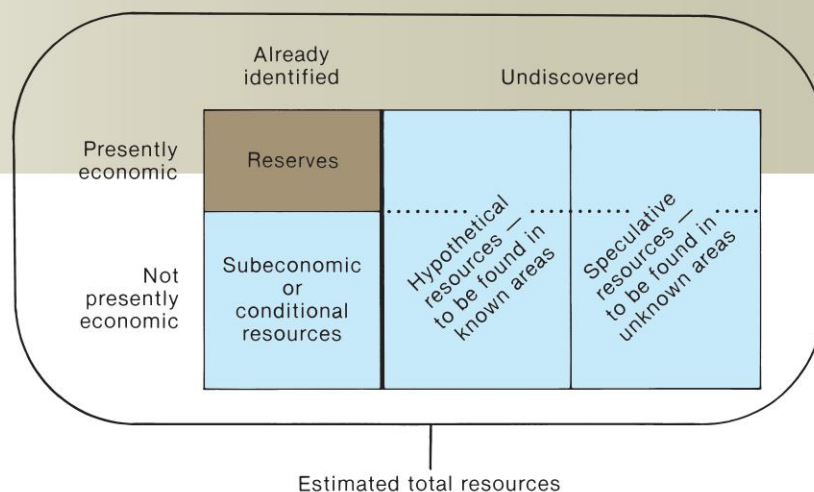 Already
identified
Undiscovered
Presently
economic
Reserves
Not
presently
economic
Subeconomic
or
conditional
resources
Hypothetical
resources —
to be found in
known areas
Speculative
resources —
to be found in
unknown areas
Estimated total resources